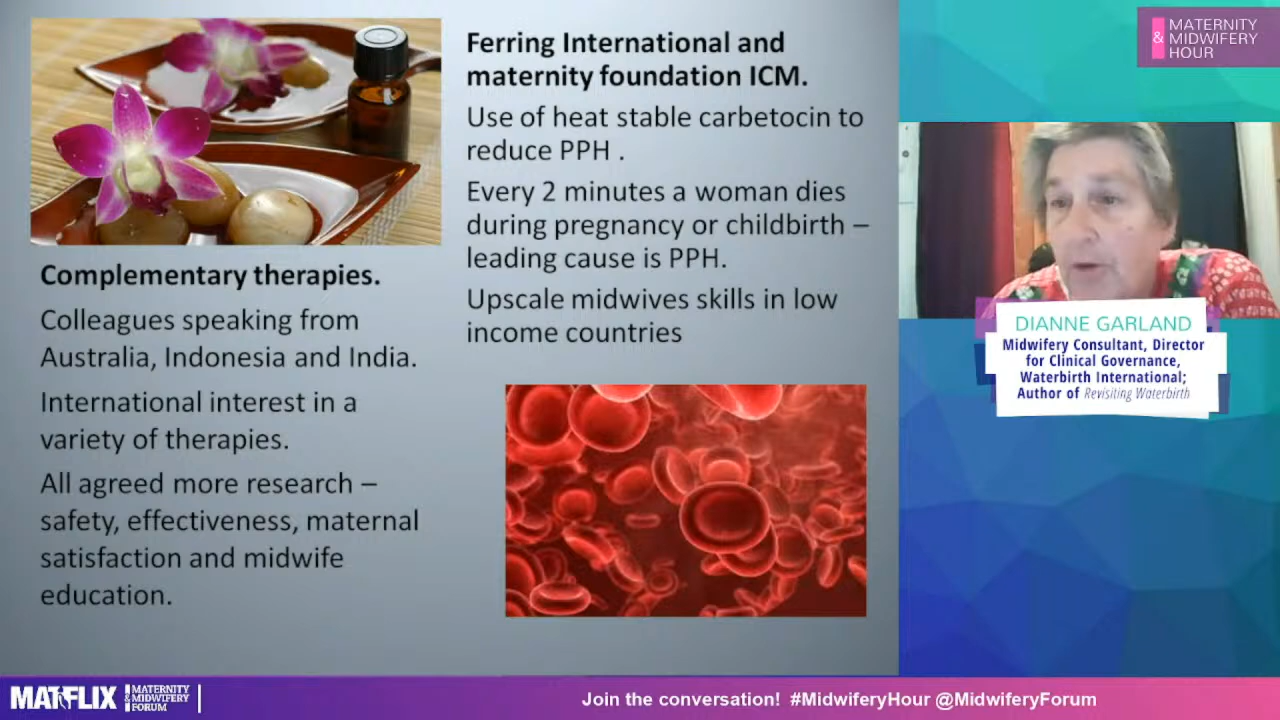 Complementary therapies.
Colleagues speaking from
Australia, Indonesia and India.
International interest in a
variety of therapies.
All agreed more research –
safety, effectiveness, maternal
satisfaction and midwife
education.
Ferring International and
maternity foundation ICM.
Use of heat stable carbetocin to
reduce PPH .
Every 2 minutes a woman dies
during pregnancy or childbirth –
leading cause is PPH.
Upscale midwives skills in low
income countries
MATERNITY
& MIDWIFERY
HOUR
DIANNE GARLAND
Midwifery Consultant, Director
for Clinical Governance,
Waterbirth International;
Author of Revisiting Waterbirth
MATFLIX
MATERNITY
& MIDWIFERY
FORUM
Join the conversation! #MidwiferyHour @MidwiferyForum